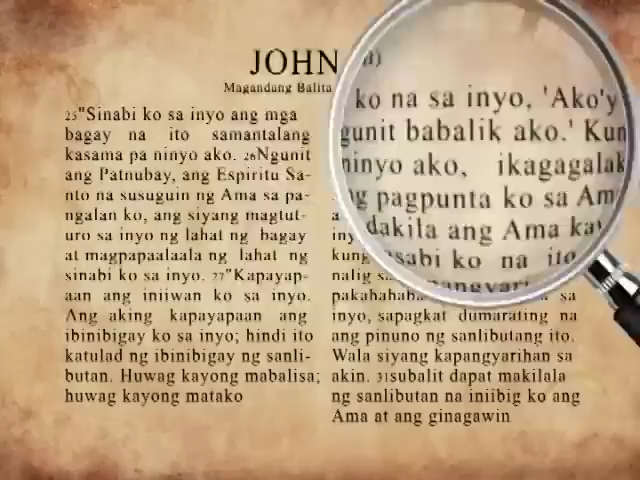 JOHN
Magandang Balita
25"Sinabi ko sa inyo ang mga
bagay na ito samantalang
kasama pa ninyo ako. 26Ngunit
ang Patnubay, ang Espiritu Sa-
nto na susuguin ng Ama sa pa-
ngalan ko, ang siyang magtut-
uro sa inyo ng lahat ng bagay
at magpapaalaala ng lahat ng
sinabi ko sa inyo. 27"Kapayap-
aan ang iniiwan ko sa inyo.
Ang aking kapayapaan ang
ibinibigay ko sa inyo; hindi ito
katulad ng ibinibigay ng sanli-
butan. Huwag kayong mabalisa;
huwag kayong matako
ko na sa inyo, 'Ako'y
gunit babalik ako.' Kun
ninyo ako, ikagagalak
ng pagpunta ko sa Am
dakila ang Ama kay
sabi ko na ito
nalig sa
inyo, sapagkat dumarating na
ang pinuno ng sanlibutang ito.
Wala siyang kapangyarihan sa
akin. 31subalit dapat makilala
ng sanlibutan na iniibig ko ang
Ama at ang ginagawin